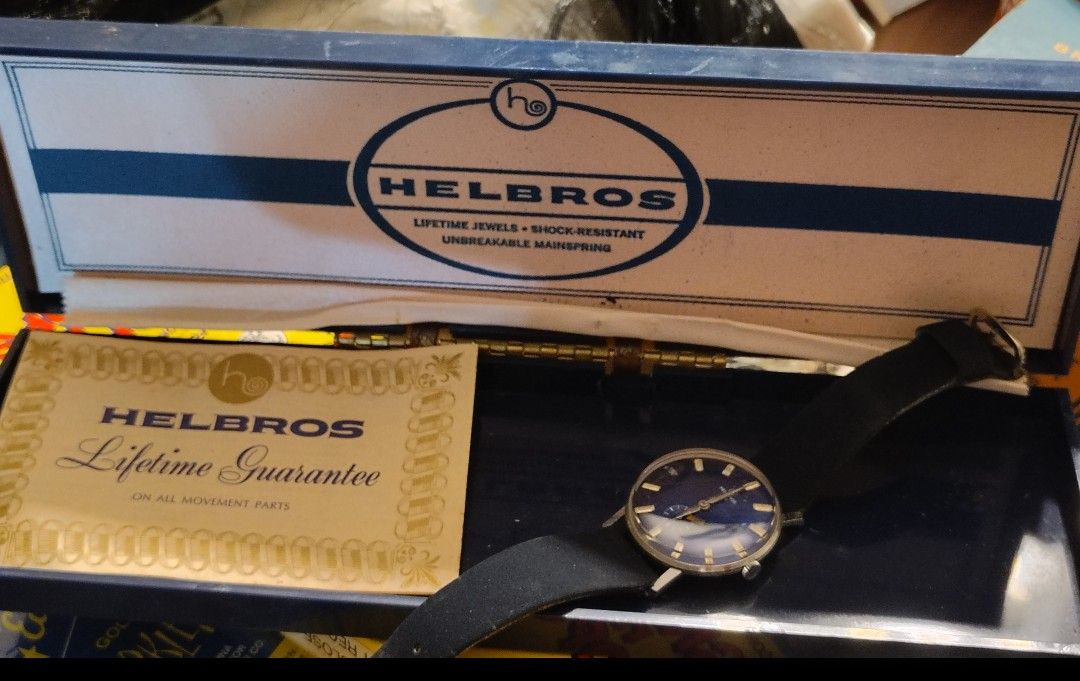 h
HELBROS
LIFETIME JEWELS • SHOCK-RESISTANT
UNBREAKABLE MAINSPRING
h
HELBROS
Lifetime Guarantee
ON ALL MOVEMENT PARTS
&